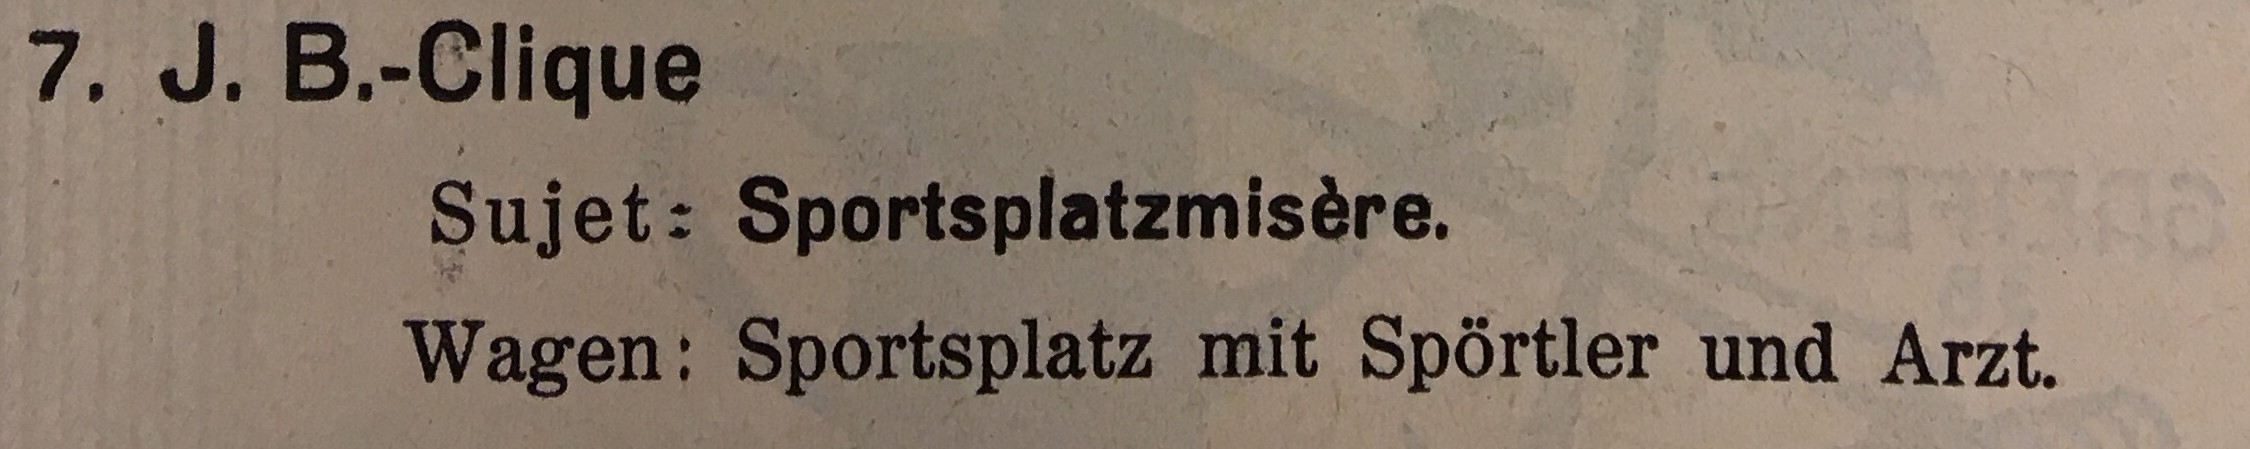 7. J. B.-Clique
Sujet: Sportsplatzmisère.
Wagen: Sportsplatz mit Spörtler und Arzt.